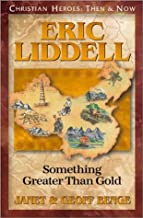 CHRISTIAN HEROES: THEN & NOW
ERIC
LIDDELL
Something
Greater Than Gold
JANET & GEOFF BENGE